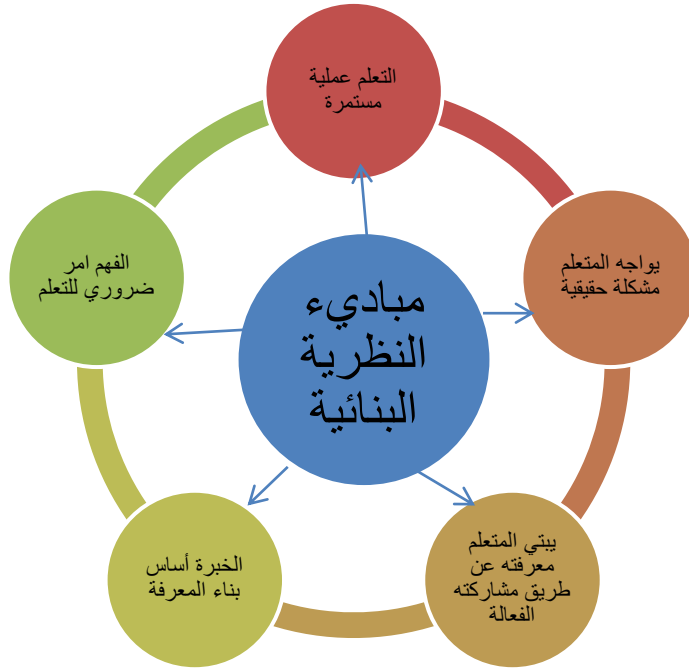 التعلم عملية
مستمرة
يواجه المتعلم
مشكلة حقيقية
يبتي المتعلم
معرفته عن
طريق مشاركته
الفعالة
الخبرة أساس
بناء المعرفة
الفهم امر
ضروري للتعلم
مباديء
النظرية
البنائية